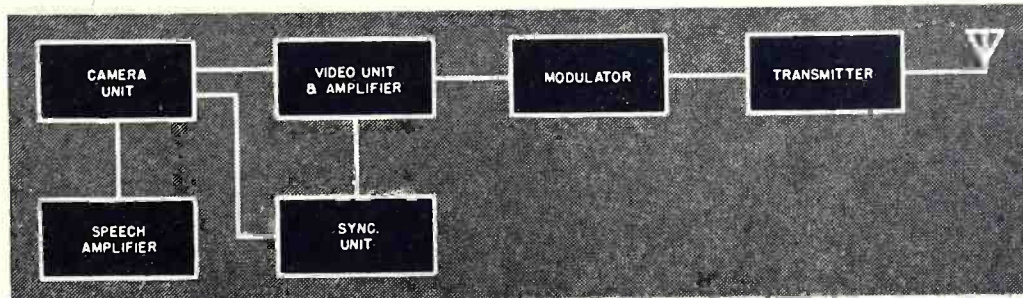 CAMERA
UNIT
VIDEO UNIT
& AMPLIFIER
MODULATOR
TRANSMITTER
SPEECH
AMPLIFIER
SYNC.
UNIT